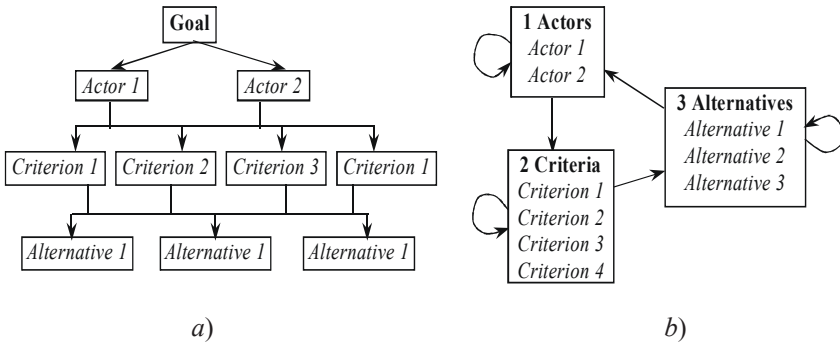 Goal
Actor 1
Actor 2
Criterion 1
Criterion 2
Criterion 3
Criterion 1
Alternative 1
Alternative 1
Alternative 1
a)
1 Actors
Actor 1
Actor 2
3 Alternatives
Alternative 1
Alternative 2
Alternative 3
2 Criteria
Criterion 1
Criterion 2
Criterion 3
Criterion 4
b)